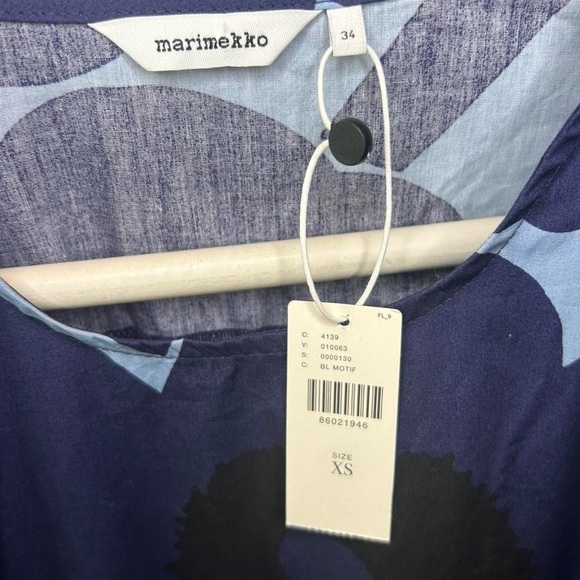 marimekko
34
FL_8
C: 4139
V: 010063
S: 0000130
C: BL MOTIF
86021946
SIZE
XS